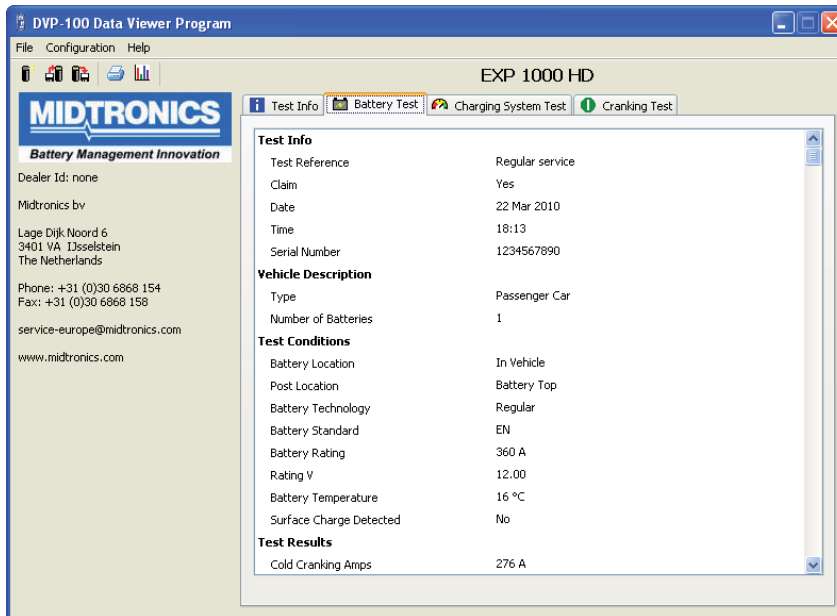 DVP-100 Data Viewer Program
File Configuration Help
EXP 1000 HD
MIDTRONICS
Battery Management Innovation
Dealer Id: none
Midtronics bv
Lage Dijk Noord 6
3401 VA IJsselstein
The Netherlands
Phone: +31 (0)30 6868 154
Fax: +31 (0)30 6868 158
service-europe@midtronics.com
www.midtronics.com
Test Info Battery Test Charging System Test Cranking Test
Test Info
Test Reference Regular service
Claim Yes
Date 22 Mar 2010
Time 18:13
Serial Number 1234567890
Vehicle Description
Type Passenger Car
Number of Batteries 1
Test Conditions
Battery Location In Vehicle
Post Location Battery Top
Battery Technology Regular
Battery Standard EN
Battery Rating 360 A
Rating V 12.00
Battery Temperature 16 °C
Surface Charge Detected No
Test Results
Cold Cranking Amps 276 A